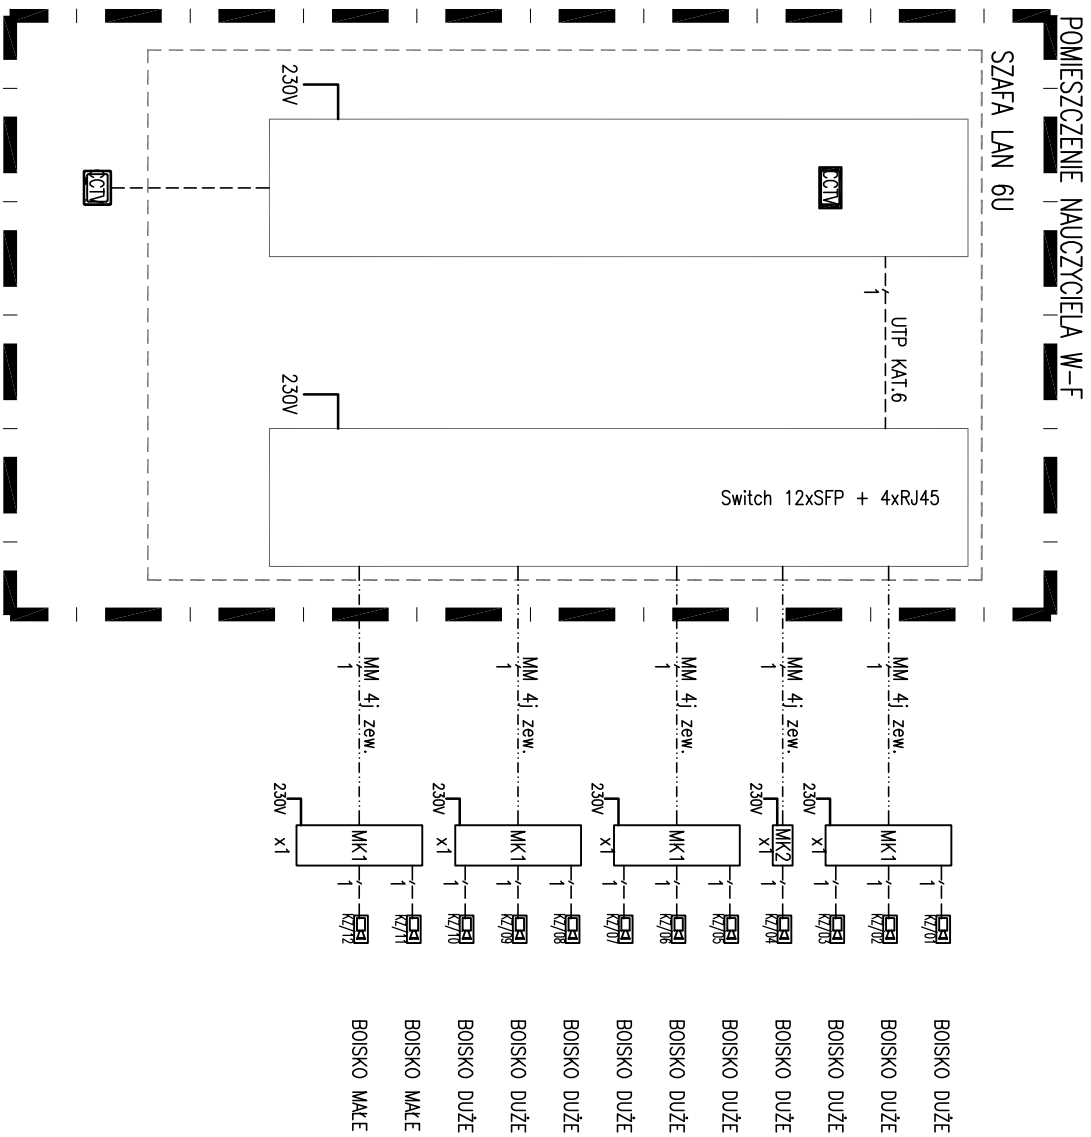 POMIESZCZENIE NAUCZYCIELA W-F
SZAFA LAN 6U
230V
CCTV
CCTV
1
UTP KAT.6
230V
Switch 12xSFP + 4xRJ45
MM 4j zew.
1
MM 4j zew.
1
MM 4j zew.
1
MM 4j zew.
1
MM 4j zew.
1
230V
MK1
x1
230V
MK2
x1
230V
MK1
x1
230V
MK1
x1
230V
MK1
x1
1
KZ/01
BOISKO DUŻE
1
KZ/02
BOISKO DUŻE
1
KZ/03
BOISKO DUŻE
1
KZ/04
BOISKO DUŻE
1
KZ/05
BOISKO DUŻE
1
KZ/06
BOISKO DUŻE
1
KZ/07
BOISKO DUŻE
1
KZ/08
BOISKO DUŻE
1
KZ/09
BOISKO DUŻE
1
KZ/10
BOISKO DUŻE
1
KZ/11
BOISKO MAŁE
1
KZ/12
BOISKO MAŁE